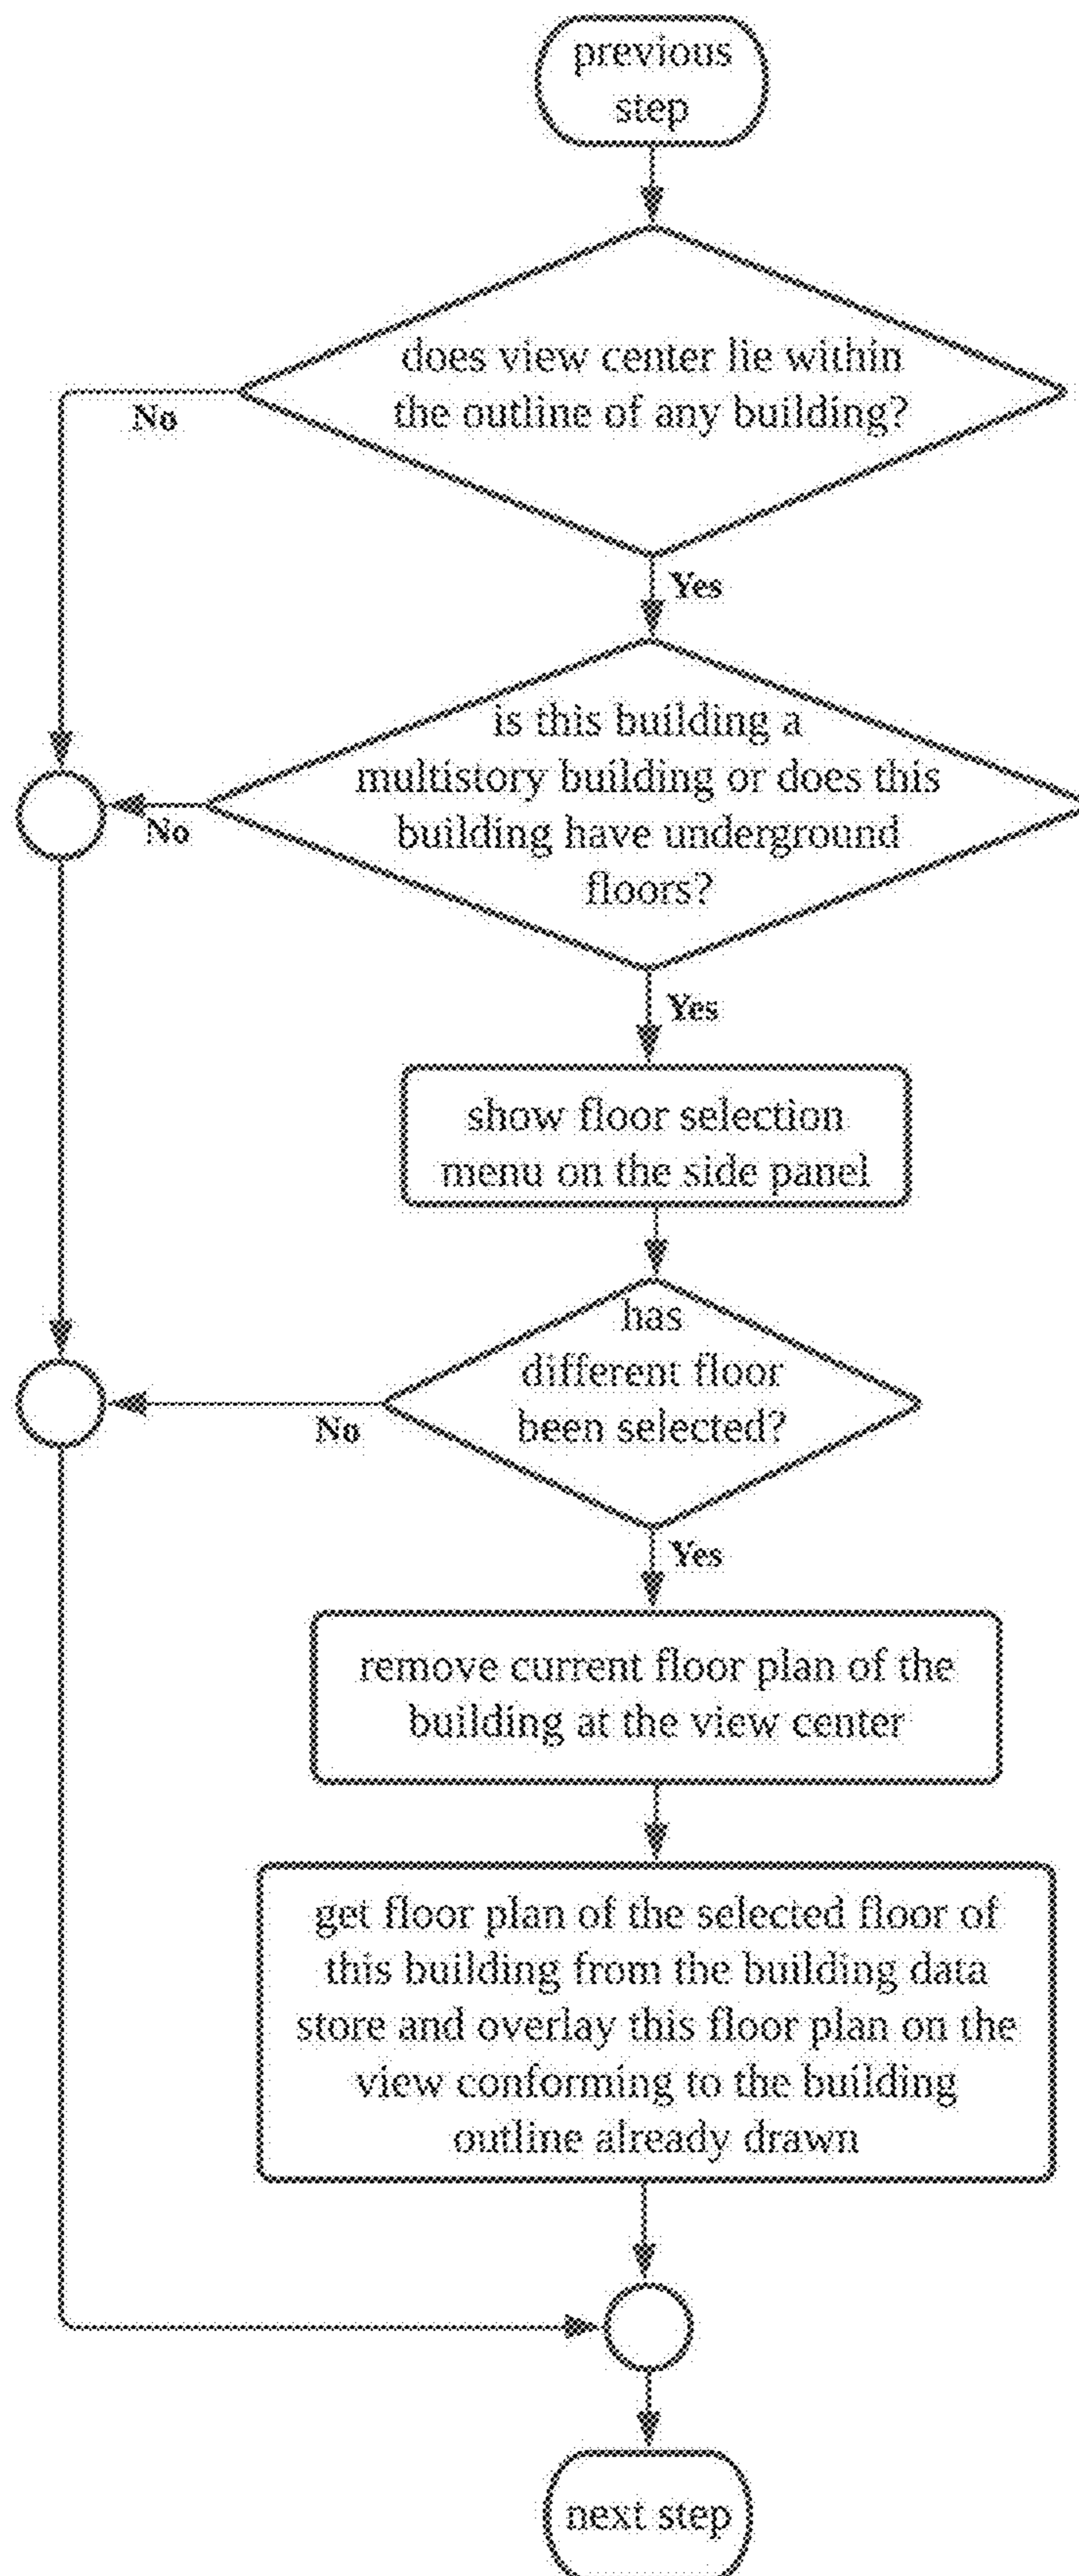 previous
step
does view center lie within
the outline of any building?
No
Yes
is this building a
multistory building or does this
building have underground
floors?
No
Yes
show floor selection
menu on the side panel
has
different floor
been selected?
No
Yes
remove current floor plan of the
building at the view center
get floor plan of the selected floor of
this building from the building data
store and overlay this floor plan on the
view conforming to the building
outline already drawn
next step